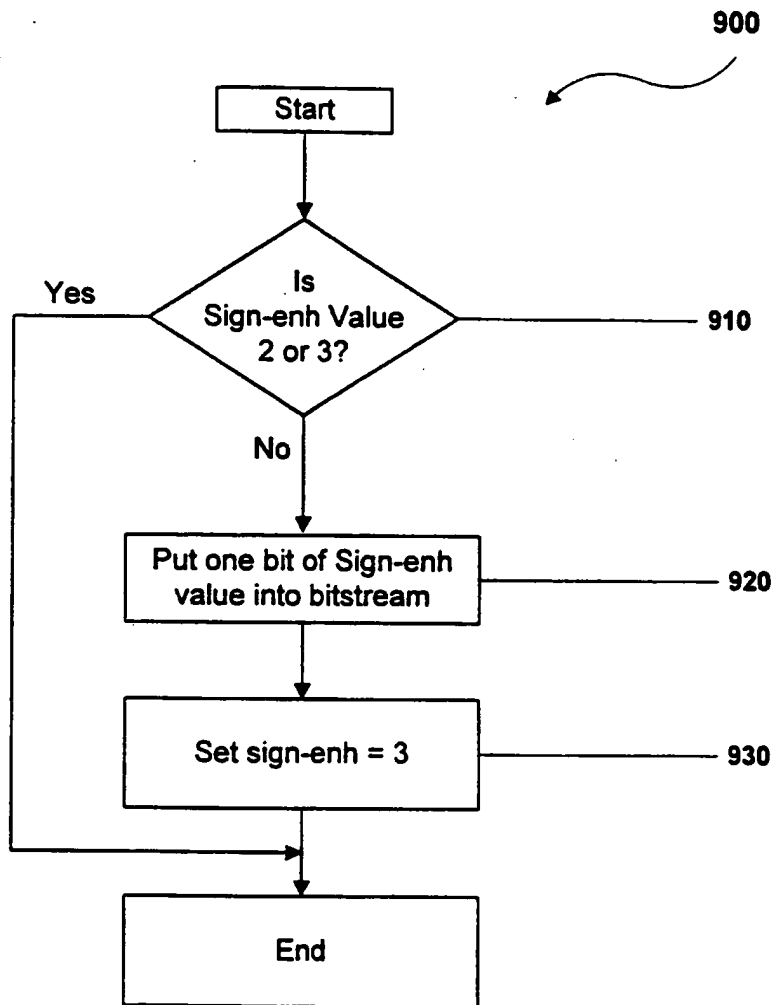 900
Start
Is
Sign-enh Value
2 or 3?
Yes
910
No
Put one bit of Sign-enh
value into bitstream
920
Set sign-enh = 3
930
End